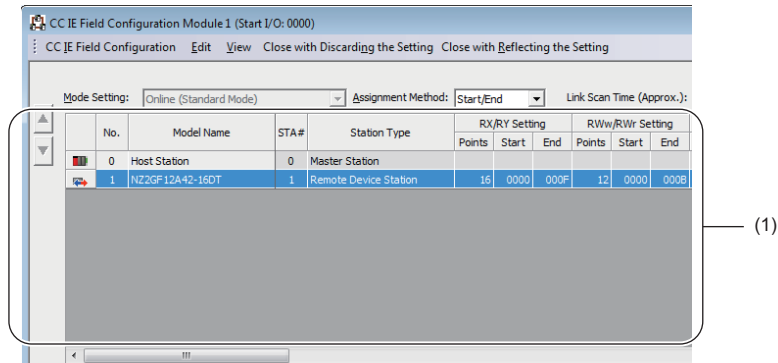 CC IE Field Configuration Module 1 (Start I/O: 0000)
CC IE Field Configuration Edit View Close with Discarding the Setting Close with Reflecting the Setting
Mode Setting: Online (Standard Mode) Assignment Method: Start/End Link Scan Time (Approx.):
No. Model Name STA# Station Type RX/RY Setting RWw/RWr Setting
Points Start End Points Start End
0 Host Station 0 Master Station
1 NZ2GF12A42-16DT 1 Remote Device Station 16 0000 000F 12 0000 000B
(1)